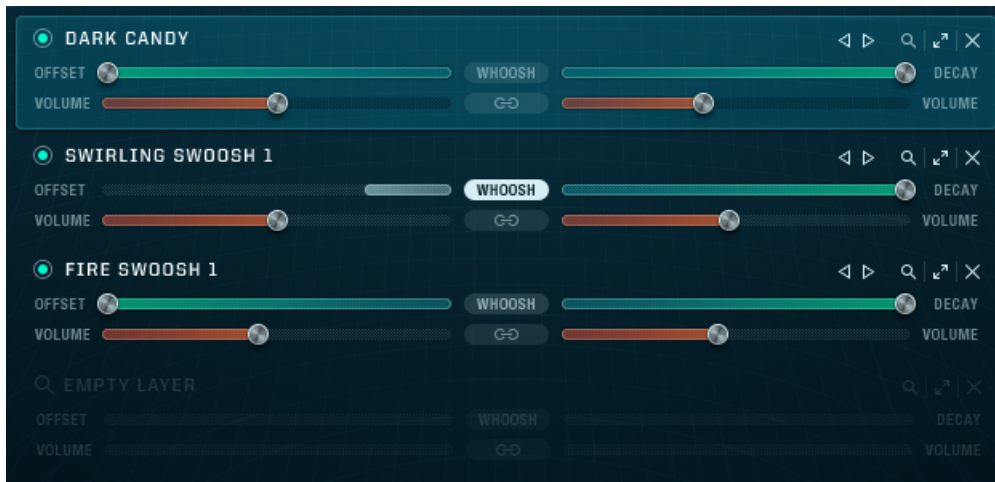 DARK CANDY
OFFSET WHOOSH DECAY
VOLUME VOLUME
SWIRLING SWOOSH 1
OFFSET WHOOSH DECAY
VOLUME VOLUME
FIRE SWOOSH 1
OFFSET WHOOSH DECAY
VOLUME VOLUME
EMPTY LAYER
OFFSET WHOOSH DECAY
VOLUME VOLUME